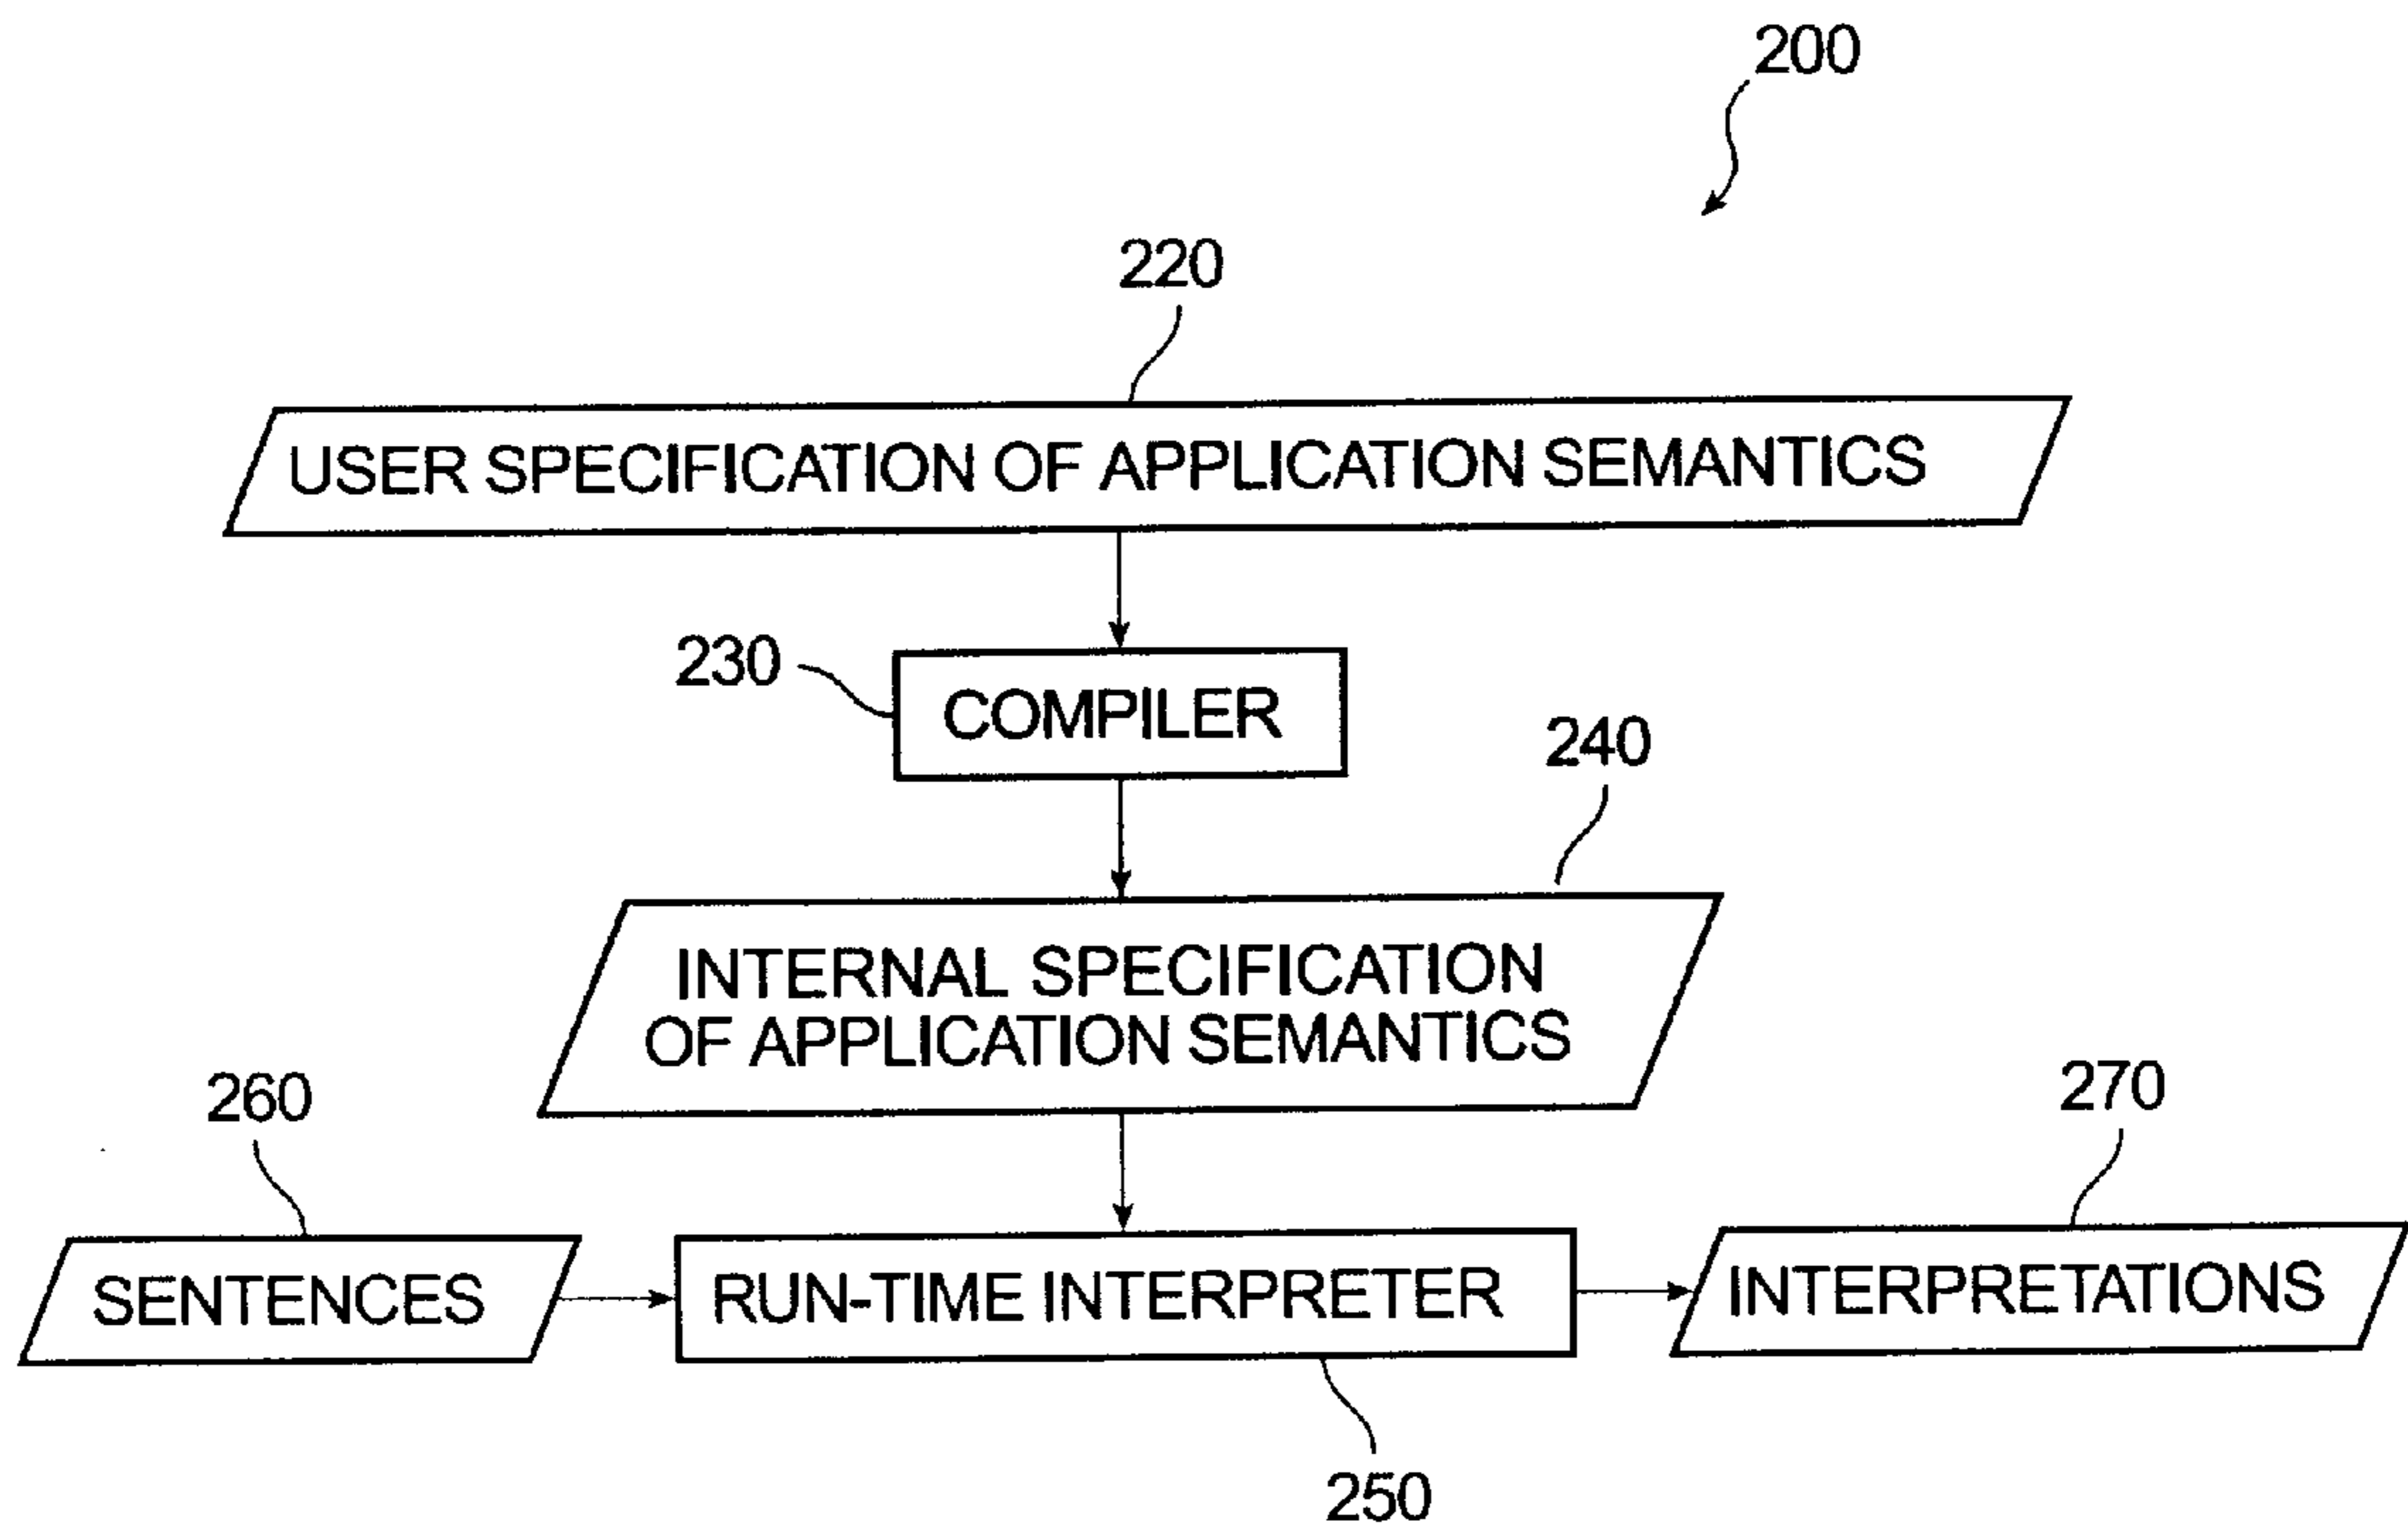 200
220
USER SPECIFICATION OF APPLICATION SEMANTICS
230
COMPILER
240
INTERNAL SPECIFICATION
OF APPLICATION SEMANTICS
260
270
SENTENCES
RUN-TIME INTERPRETER
INTERPRETATIONS
250